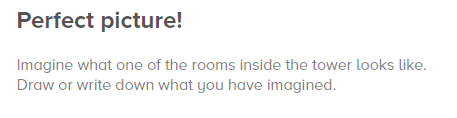 Perfect picture!
Imagine what one of the rooms inside the tower looks like.
Draw or write down what you have imagined.